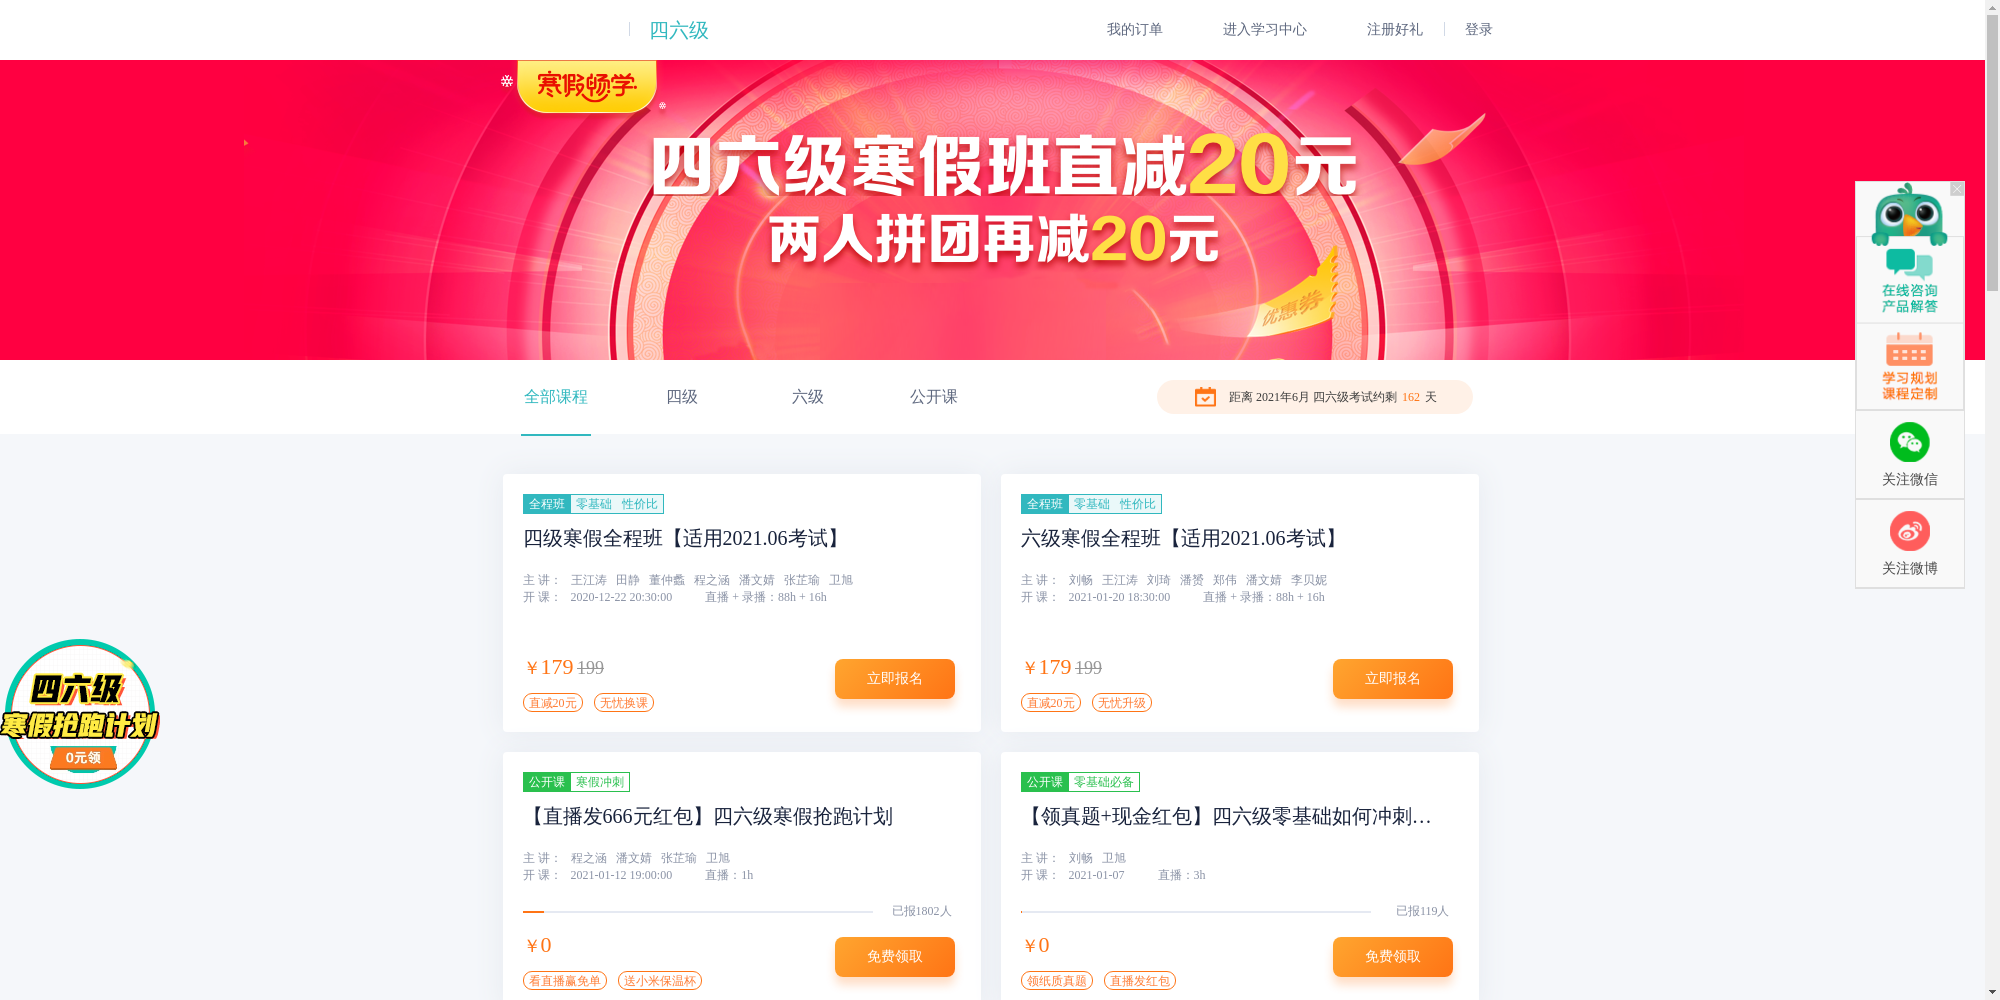 四六级
我的订单
进入学习中心
注册好礼
登录
寒假畅学
四六级寒假班直减20元
两人拼团再减20元
优惠券
全部课程
四级
六级
公开课
距离 2021年6月 四六级考试约剩 162 天
在线咨询
产品解答
学习规划
课程定制
关注微信
关注微博
四六级
寒假抢跑计划
0元领
全程班 零基础 性价比
四级寒假全程班【适用2021.06考试】
主 讲： 王江涛 田静 董仲蠡 程之涵 潘文婧 张芷瑜 卫旭
开 课： 2020-12-22 20:30:00 直播 + 录播：88h + 16h
￥179 199
立即报名
直减20元 无忧换课
全程班 零基础 性价比
六级寒假全程班【适用2021.06考试】
主 讲： 刘畅 王江涛 刘琦 潘赟 郑伟 潘文婧 李贝妮
开 课： 2021-01-20 18:30:00 直播 + 录播：88h + 16h
￥179 199
立即报名
直减20元 无忧升级
公开课 寒假冲刺
【直播发666元红包】四六级寒假抢跑计划
主 讲： 程之涵 潘文婧 张芷瑜 卫旭
开 课： 2021-01-12 19:00:00 直播：1h
已报1802人
￥0
免费领取
看直播赢免单 送小米保温杯
公开课 零基础必备
【领真题+现金红包】四六级零基础如何冲刺…
主 讲： 刘畅 卫旭
开 课： 2021-01-07 直播：3h
已报119人
￥0
免费领取
领纸质真题 直播发红包